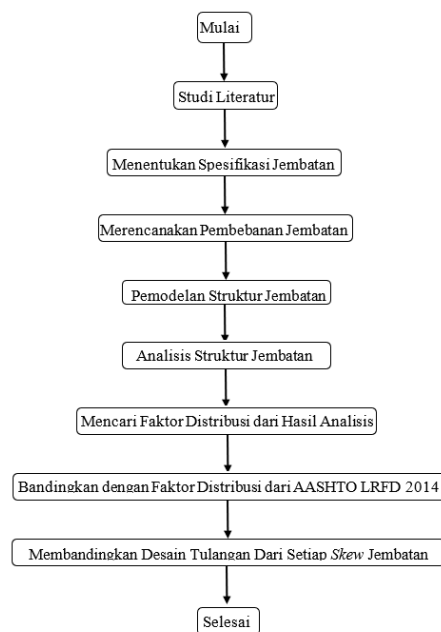 Mulai
Studi Literatur
Menentukan Spesifikasi Jembatan
Merencanakan Pembebanan Jembatan
Pemodelan Struktur Jembatan
Analisis Struktur Jembatan
Mencari Faktor Distribusi dari Hasil Analisis
Bandingkan dengan Faktor Distribusi dari AASHTO LRFD 2014
Membandingkan Desain Tulangan Dari Setiap Skew Jembatan
Selesai